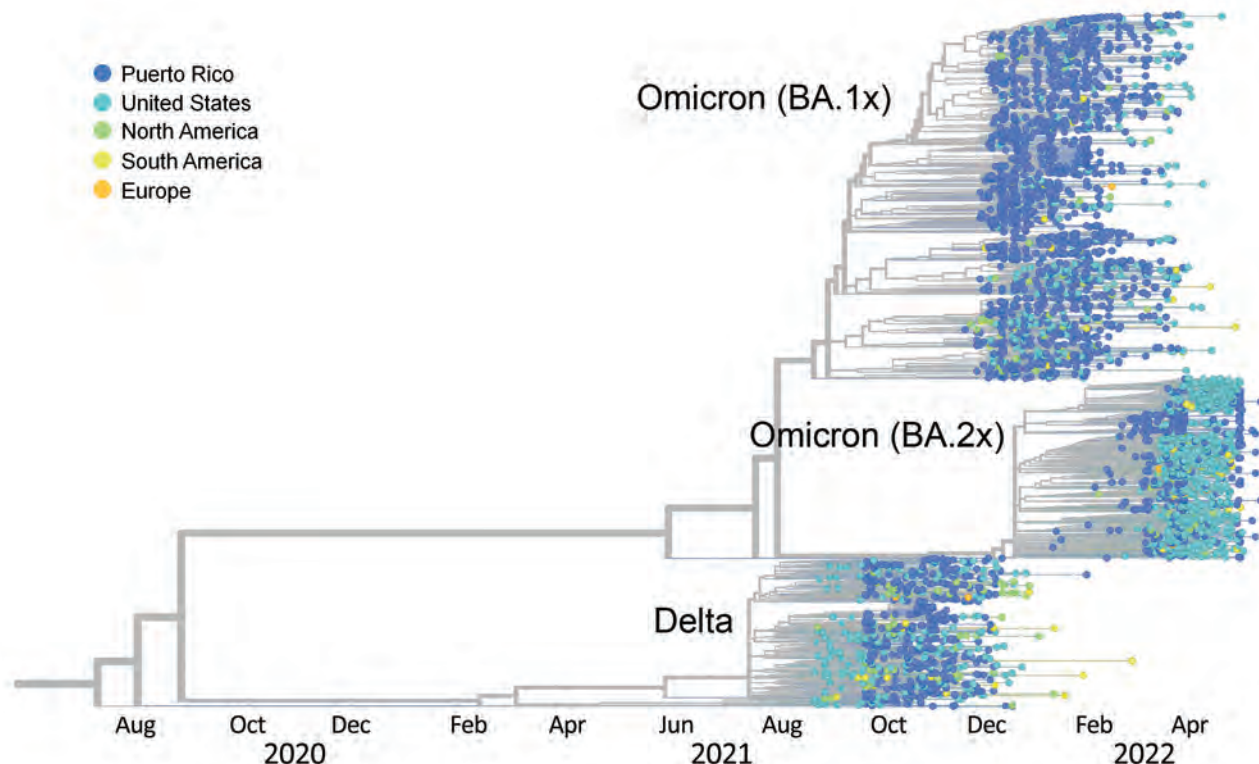 Puerto Rico
United States
North America
South America
Europe
Omicron (BA.1x)
Omicron (BA.2x)
Delta
Aug Oct Dec Feb Apr Jun Aug Oct Dec Feb Apr
2020 2021 2022